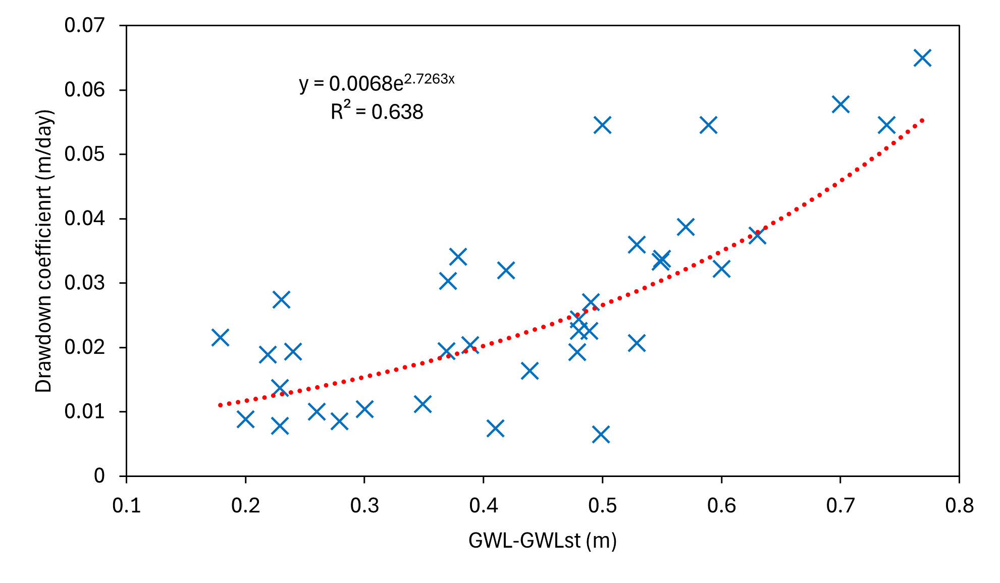 0.07
0.06
0.05
0.04
0.03
0.02
0.01
0
Drawdown coefficienrt (m/day)
y = 0.0068e^2.7263x
R² = 0.638
0.1 0.2 0.3 0.4 0.5 0.6 0.7 0.8
GWL-GWLst (m)